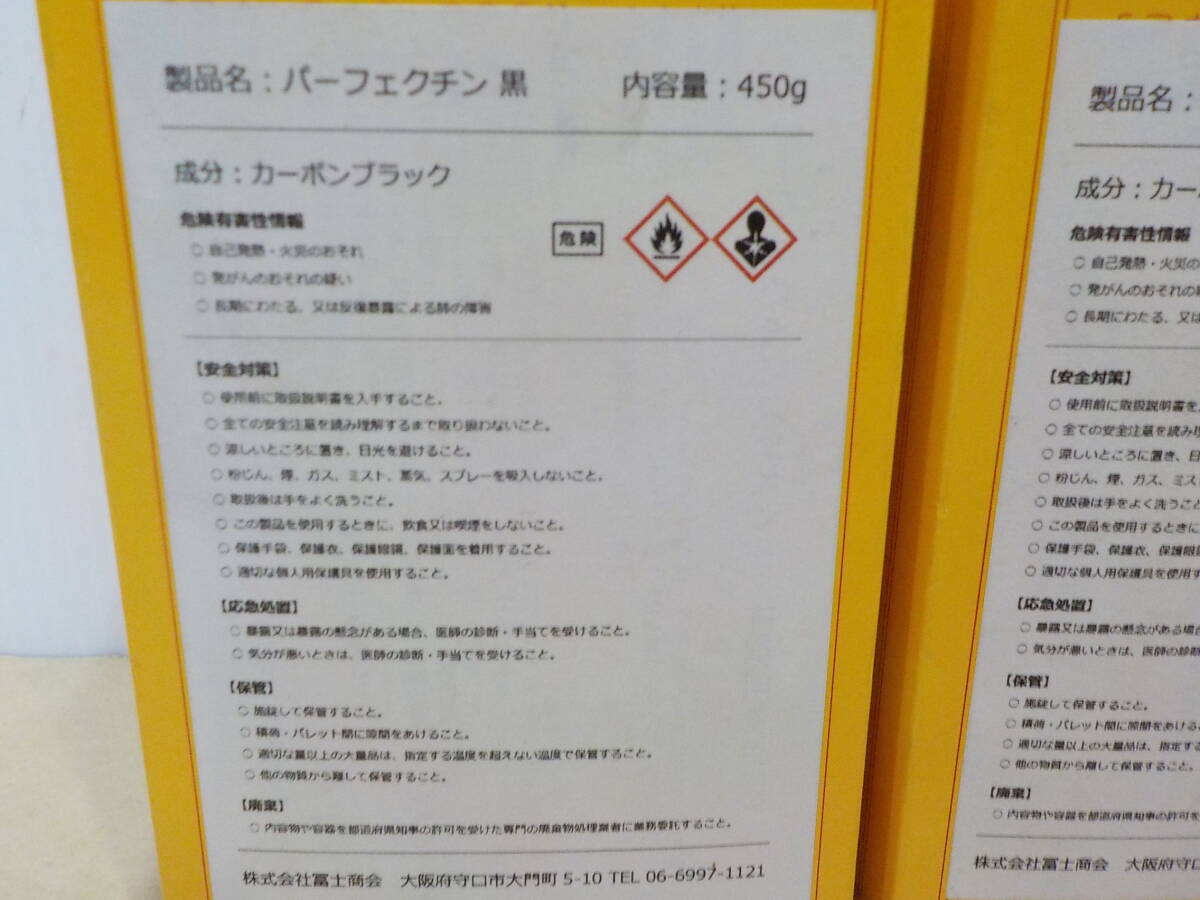 製品名：パーフェクチン 黒 内容量：450g
成分：カーボンブラック
危険有害性情報
○ 自己発熱・火災のおそれ
○ 発がんのおそれの疑い
○ 長期にわたる、又は反復暴露による肺の障害
危険
【安全対策】
○ 使用前に取扱説明書を入手すること。
○ 全ての安全注意を読み理解するまで取り扱わないこと。
○ 涼しいところに置き、日光を避けること。
○ 粉じん、煙、ガス、ミスト、蒸気、スプレーを吸入しないこと。
○ 取扱後は手をよく洗うこと。
○ この製品を使用するときに、飲食又は喫煙をしないこと。
○ 保護手袋、保護衣、保護眼鏡、保護面を着用すること。
○ 適切な個人用保護具を使用すること。
【応急処置】
○ 暴露又は暴露の懸念がある場合、医師の診断・手当てを受けること。
○ 気分が悪いときは、医師の診断・手当てを受けること。
【保管】
○ 施錠して保管すること。
○ 積荷・パレット間に隙間をあけること。
○ 適切な量以上の大量品は、指定する温度を超えない温度で保管すること。
○ 他の物質から離して保管すること。
【廃棄】
○ 内容物や容器を都道府県知事の許可を受けた専門の廃棄物処理業者に業務委託すること。
株式会社冨士商会 大阪府守口市大門町 5-10 TEL 06-6997-1121
製品名：
成分：カー
危険有害性情報
○ 自己発熱・火災の
○ 発がんのおそれの
○ 長期にわたる、又は
【安全対策】
○ 使用前に取扱説明書を
○ 全ての安全注意を読み
○ 涼しいところに置き、日
○ 粉じん、煙、ガス、ミス
○ 取扱後は手をよく洗うこと
○ この製品を使用するときに
○ 保護手袋、保護衣、保護眼
○ 適切な個人用保護具を使用す
【応急処置】
○ 暴露又は暴露の懸念がある場合
○ 気分が悪いときは、医師の診断
【保管】
○ 施錠して保管すること。
○ 積荷・パレット間に隙間をあける
○ 適切な量以上の大量品は、指定する
○ 他の物質から離して保管すること。
【廃棄】
○ 内容物や容器を都道府県知事の許可を
株式会社冨士商会 大阪府守口